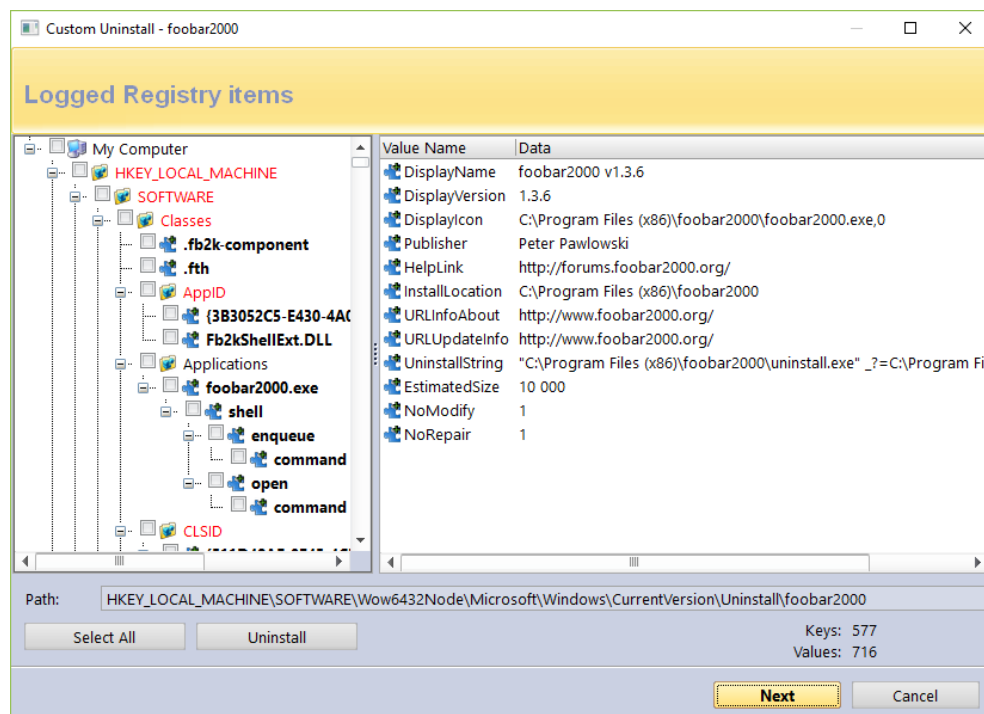 Custom Uninstall - foobar2000
Logged Registry items
My Computer
HKEY_LOCAL_MACHINE
SOFTWARE
Classes
.fb2k-component
.fth
AppID
{3B3052C5-E430-4A0
Fb2kShellExt.DLL
Applications
foobar2000.exe
shell
enqueue
command
open
command
CLSID
Value Name Data
DisplayName foobar2000 v1.3.6
DisplayVersion 1.3.6
DisplayIcon C:\Program Files (x86)\foobar2000\foobar2000.exe,0
Publisher Peter Pawlowski
HelpLink http://forums.foobar2000.org/
InstallLocation C:\Program Files (x86)\foobar2000
URLInfoAbout http://www.foobar2000.org/
URLUpdateInfo http://www.foobar2000.org/
UninstallString "C:\Program Files (x86)\foobar2000\uninstall.exe" _?=C:\Program Fi
EstimatedSize 10 000
NoModify 1
NoRepair 1
Path: HKEY_LOCAL_MACHINE\SOFTWARE\Wow6432Node\Microsoft\Windows\CurrentVersion\Uninstall\foobar2000
Select All Uninstall
Keys: 577
Values: 716
Next Cancel